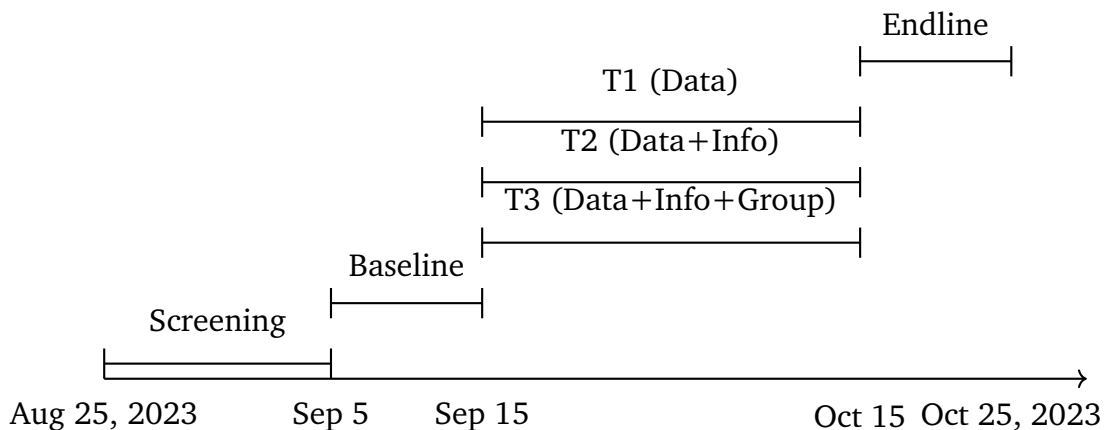 Endline
T1 (Data)
T2 (Data+Info)
T3 (Data+Info+Group)
Baseline
Screening
Aug 25, 2023 Sep 5 Sep 15 Oct 15 Oct 25, 2023